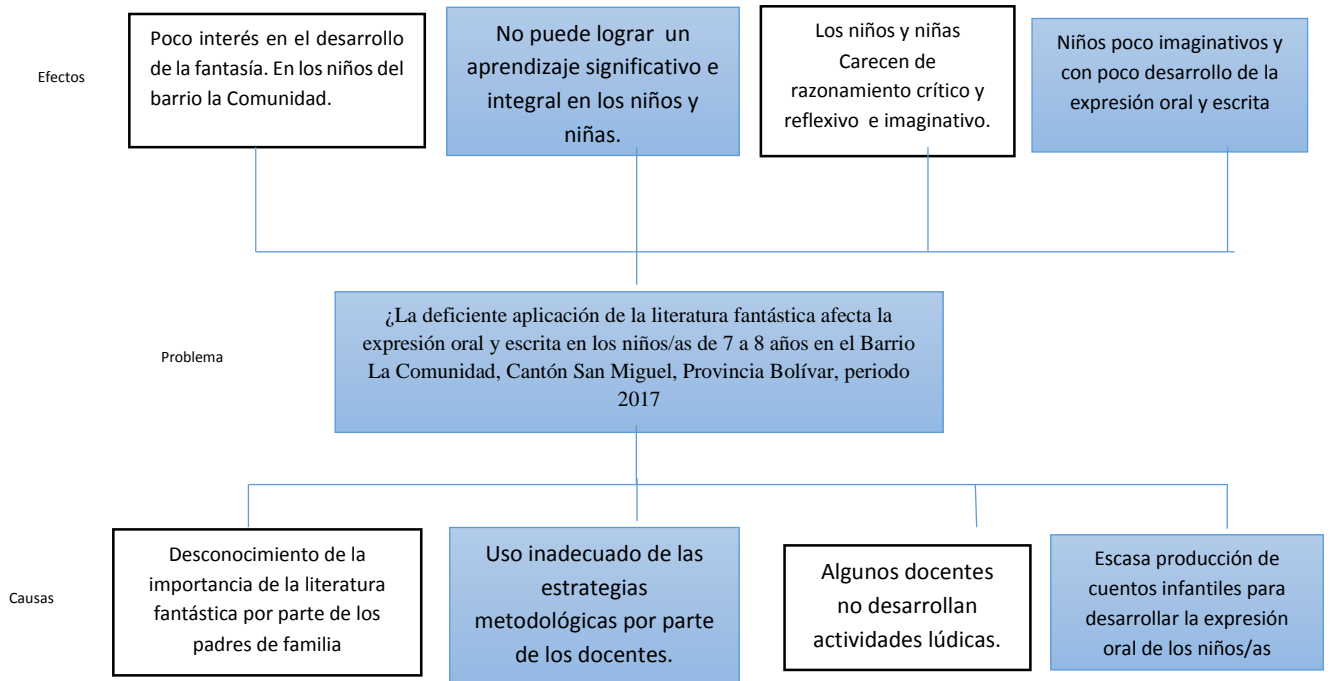 Efectos
Poco interés en el desarrollo
de la fantasía. En los niños del
barrio la Comunidad.
No puede lograr un
aprendizaje significativo e
integral en los niños y
niñas.
Los niños y niñas
Carecen de
razonamiento crítico y
reflexivo e imaginativo.
Niños poco imaginativos y
con poco desarrollo de la
expresión oral y escrita
Problema
¿La deficiente aplicación de la literatura fantástica afecta la
expresión oral y escrita en los niños/as de 7 a 8 años en el Barrio
La Comunidad, Cantón San Miguel, Provincia Bolívar, periodo
2017
Causas
Desconocimiento de la
importancia de la literatura
fantástica por parte de los
padres de familia
Uso inadecuado de las
estrategias
metodológicas por parte
de los docentes.
Algunos docentes
no desarrollan
actividades lúdicas.
Escasa producción de
cuentos infantiles para
desarrollar la expresión
oral de los niños/as